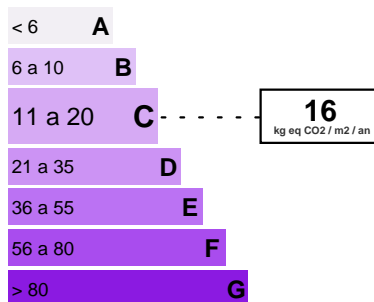 < 6 A
6 a 10 B
11 a 20 C
16
kg eq CO2 / m2 / an
21 a 35 D
36 a 55 E
56 a 80 F
> 80 G